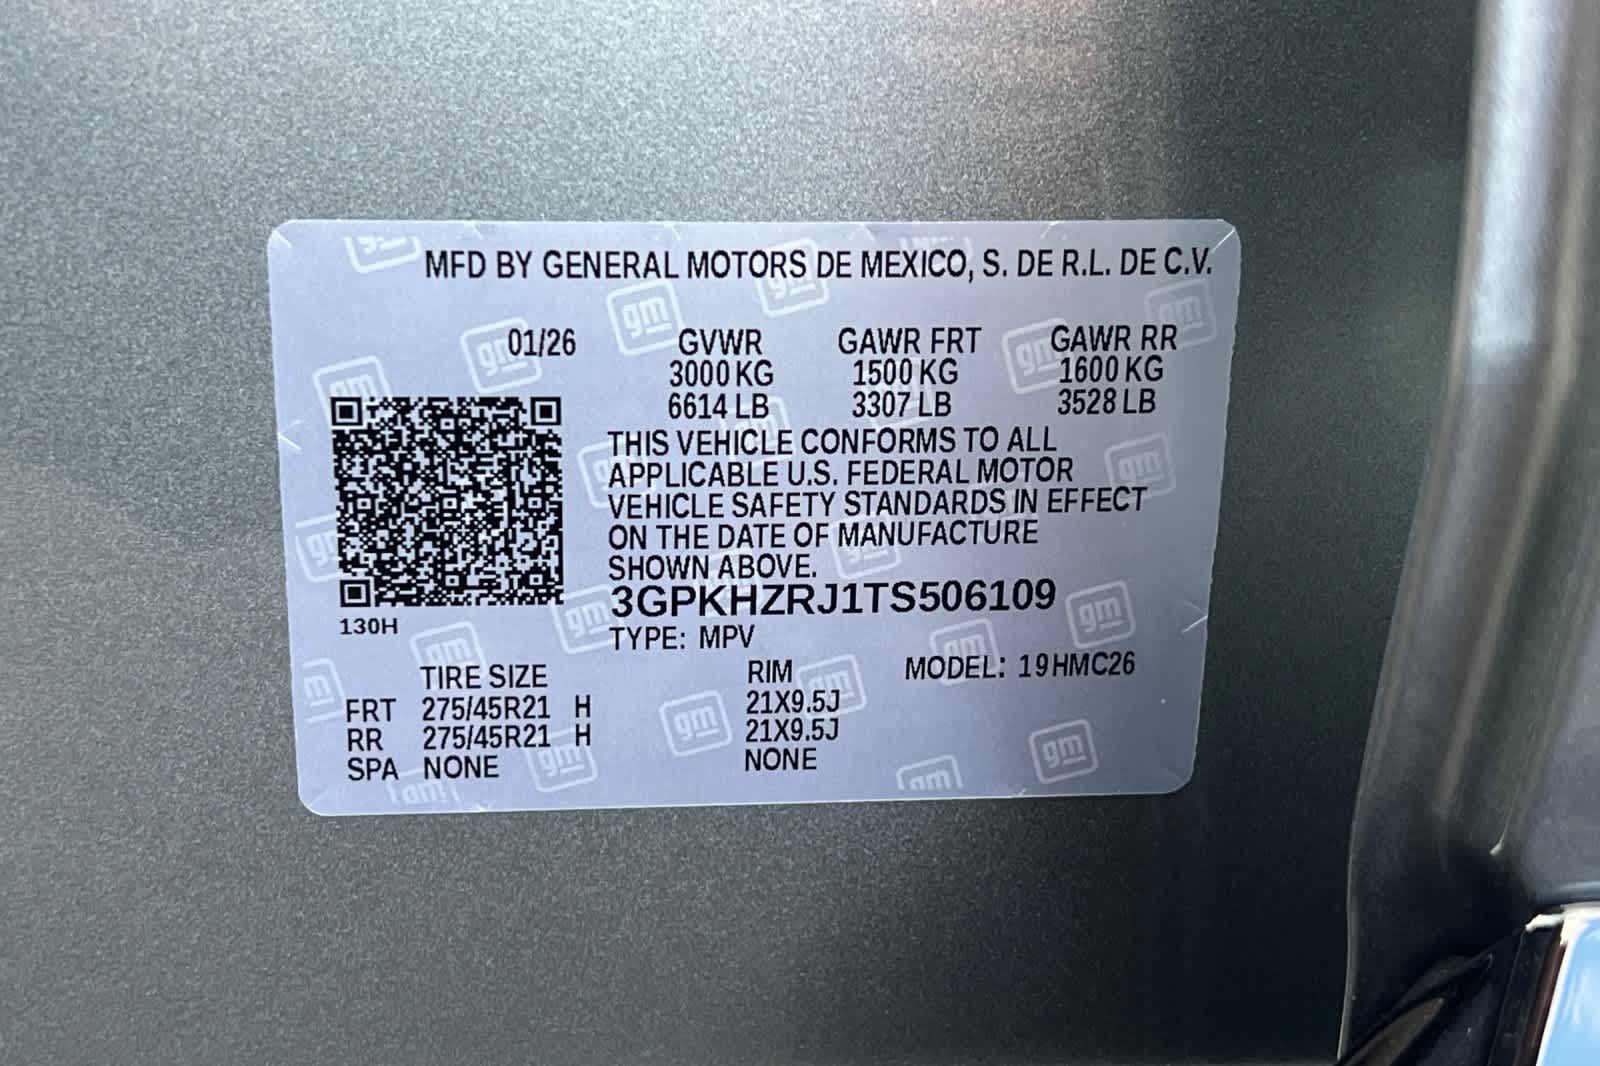 MFD BY GENERAL MOTORS DE MEXICO, S. DE R.L. DE C.V.
01/26 GVWR GAWR FRT GAWR RR
3000 KG 1500 KG 1600 KG
6614 LB 3307 LB 3528 LB
THIS VEHICLE CONFORMS TO ALL
APPLICABLE U.S. FEDERAL MOTOR
VEHICLE SAFETY STANDARDS IN EFFECT
ON THE DATE OF MANUFACTURE
SHOWN ABOVE.
3GPKHZRJ1TS506109
130H
TYPE: MPV
TIRE SIZE RIM MODEL: 19HMC26
FRT 275/45R21 H 21X9.5J
RR 275/45R21 H 21X9.5J
SPA NONE NONE
gm